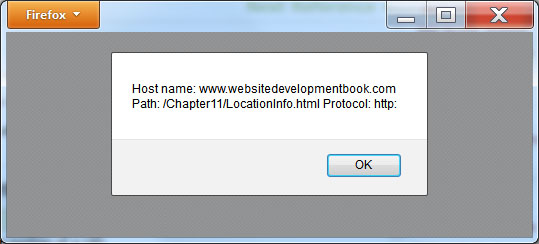 Firefox
Host name: www.websitedevelopmentbook.com
Path: /Chapter11/LocationInfo.html Protocol: http:
OK